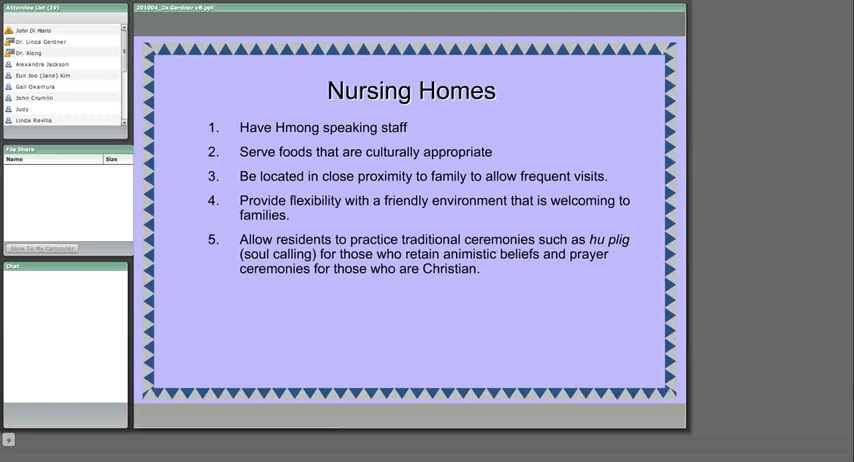 Attendee List (19)
John Di Mario
Dr. Linda Gerdner
Dr. Xiong
Alexandra Jackson
Eun Joo (Jane) Kim
Gail Okamura
John Crumlin
Judy
Linda Revilla
File Share
Name Size
Save To My Computer
Chat
201004_2a Gerdner v8.ppt
Nursing Homes
1. Have Hmong speaking staff
2. Serve foods that are culturally appropriate
3. Be located in close proximity to family to allow frequent visits.
4. Provide flexibility with a friendly environment that is welcoming to
families.
5. Allow residents to practice traditional ceremonies such as hu plig
(soul calling) for those who retain animistic beliefs and prayer
ceremonies for those who are Christian.